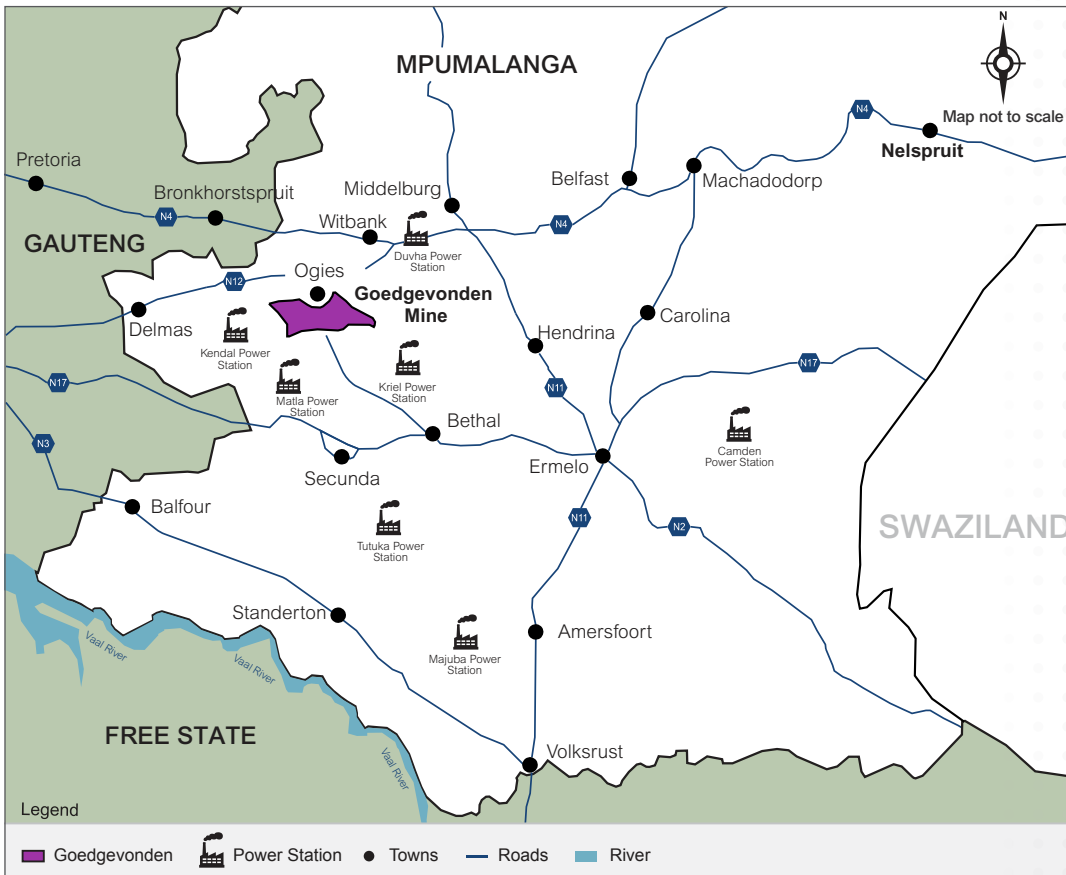 MPUMALANGA
N
Map not to scale
N4
Nelspruit
Pretoria
Bronkhorstspruit
Middelburg
Belfast
Machadodorp
N4
Witbank
N4
GAUTENG
Duvha Power
Station
Ogies
N12
Goedgevonden
Mine
Delmas
Carolina
Kendal Power
Station
Hendrina
Kriel Power
Station
N17
N17
Matla Power
Station
N11
Bethal
N3
Camden
Power Station
Secunda
Ermelo
Balfour
N11
N2
SWAZILAND
Tutuka Power
Station
Standerton
Amersfoort
Vaal River
Vaal River
Majuba Power
Station
FREE STATE
Vaal River
Volksrust
Legend
Goedgevonden
Power Station
Towns
Roads
River